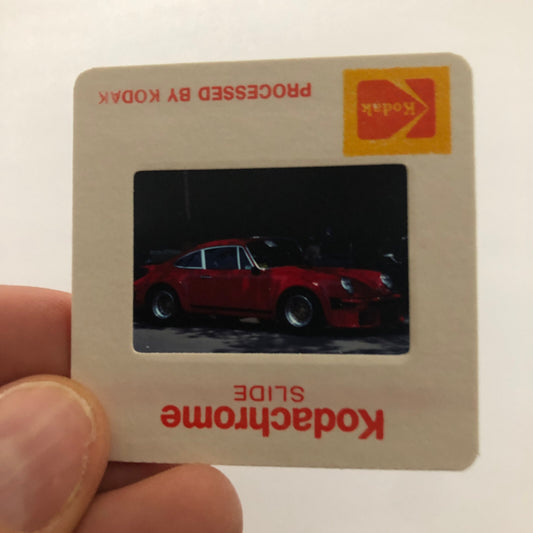 Kodachrome
SLIDE
PROCESSED BY KODAK
Kodak